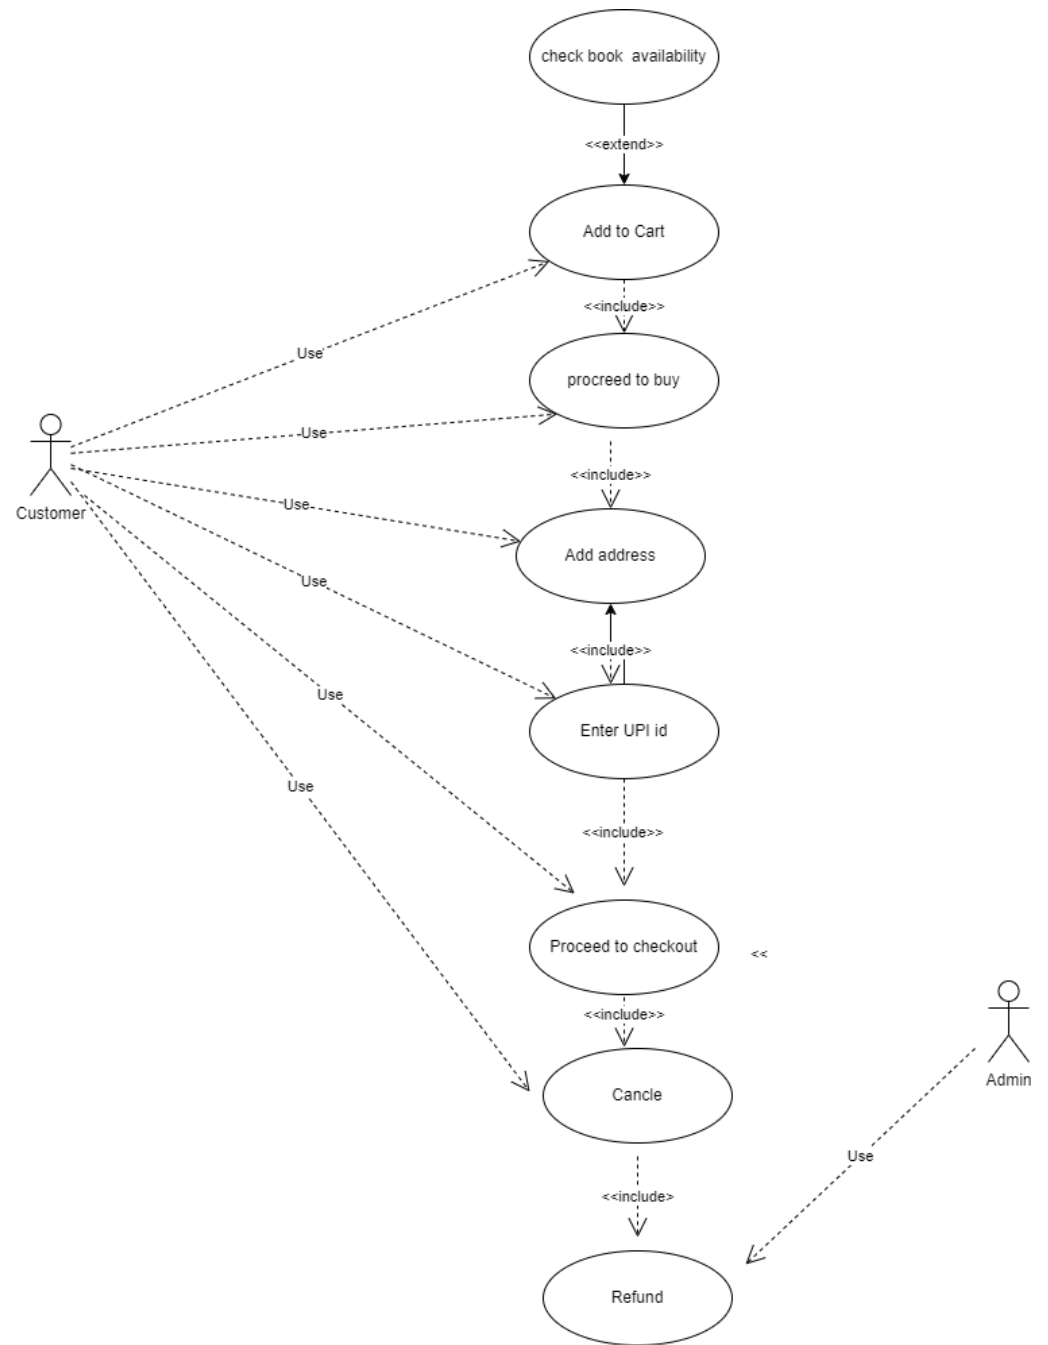 check book availability
<<extend>>
Add to Cart
<<include>>
Use
procreed to buy
Use
Customer
<<include>>
Use
Add address
Use
<<include>>
Use
Enter UPI id
Use
<<include>>
Proceed to checkout
<<
<<include>>
Admin
Cancle
Use
<<include>
Refund